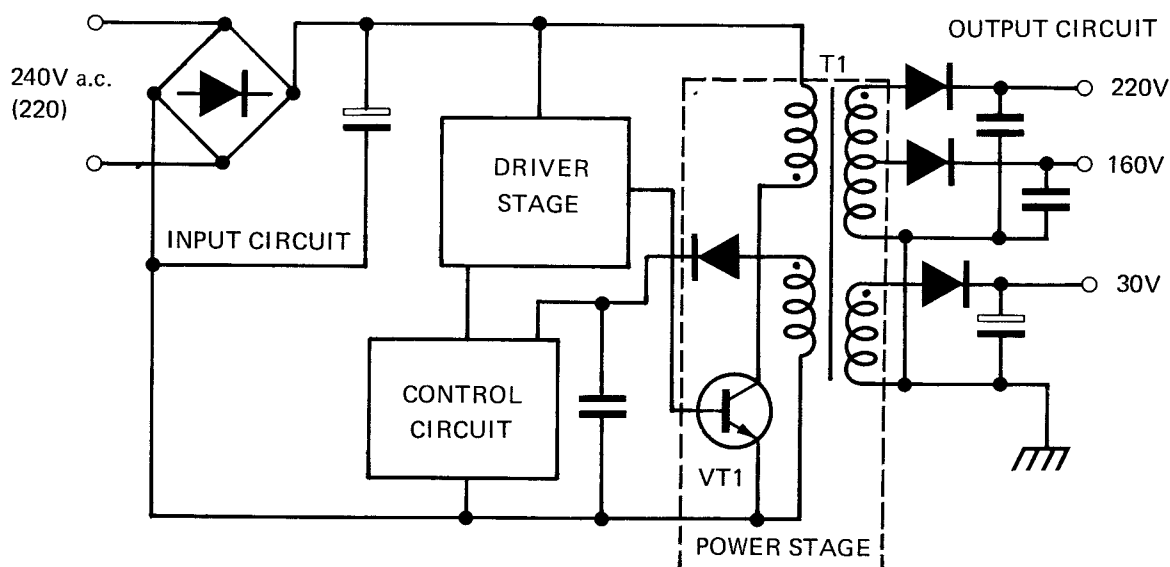 OUTPUT CIRCUIT
T1
240V a.c.
(220)
220V
DRIVER
STAGE
160V
INPUT CIRCUIT
30V
CONTROL
CIRCUIT
VT1
POWER STAGE